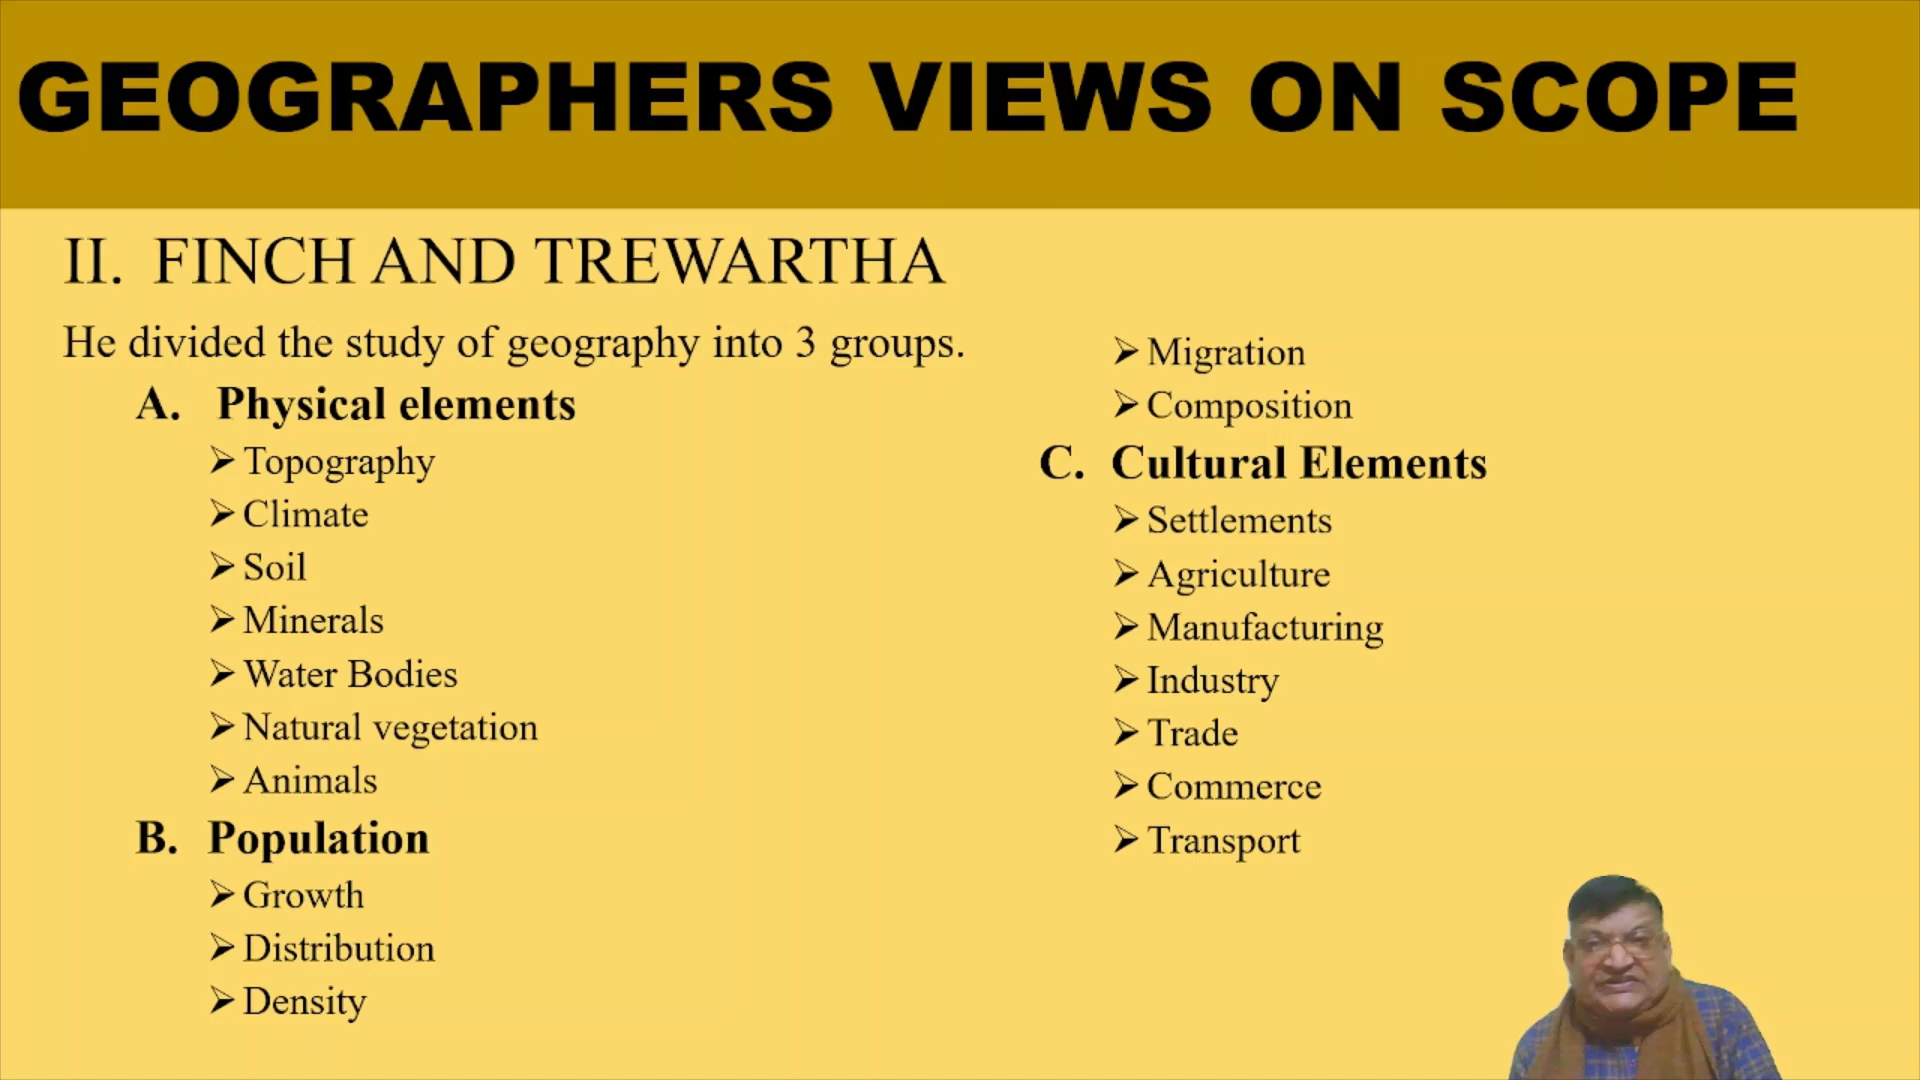 GEOGRAPHERS VIEWS ON SCOPE
II. FINCH AND TREWARTHA
He divided the study of geography into 3 groups.
A. Physical elements
➢ Topography
➢ Climate
➢ Soil
➢ Minerals
➢ Water Bodies
➢ Natural vegetation
➢ Animals
B. Population
➢ Growth
➢ Distribution
➢ Density
➢ Migration
➢ Composition
C. Cultural Elements
➢ Settlements
➢ Agriculture
➢ Manufacturing
➢ Industry
➢ Trade
➢ Commerce
➢ Transport